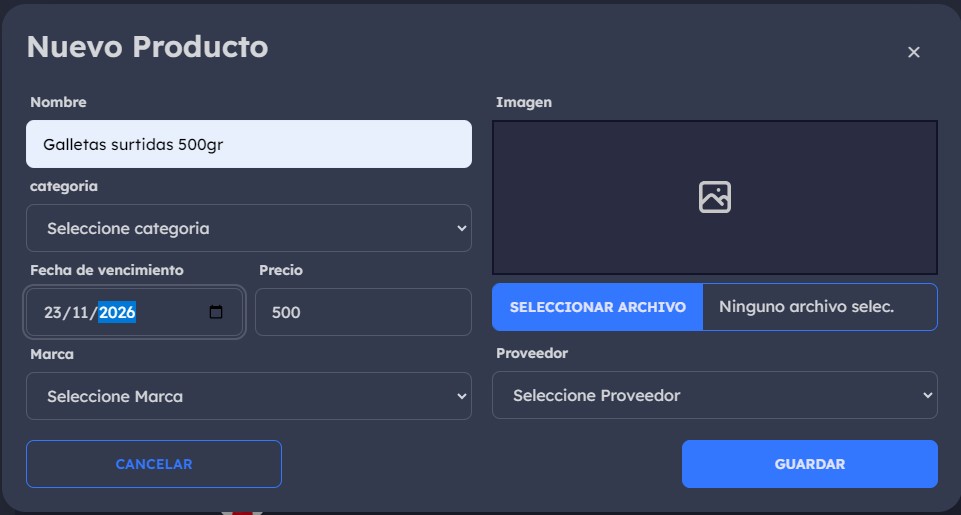 Nuevo Producto
Nombre
Galletas surtidas 500gr
categoria
Seleccione categoria
Fecha de vencimiento
Precio
23/11/2026
500
Marca
Seleccione Marca
Imagen
SELECCIONAR ARCHIVO
Ninguno archivo selec.
Proveedor
Seleccione Proveedor
CANCELAR
GUARDAR